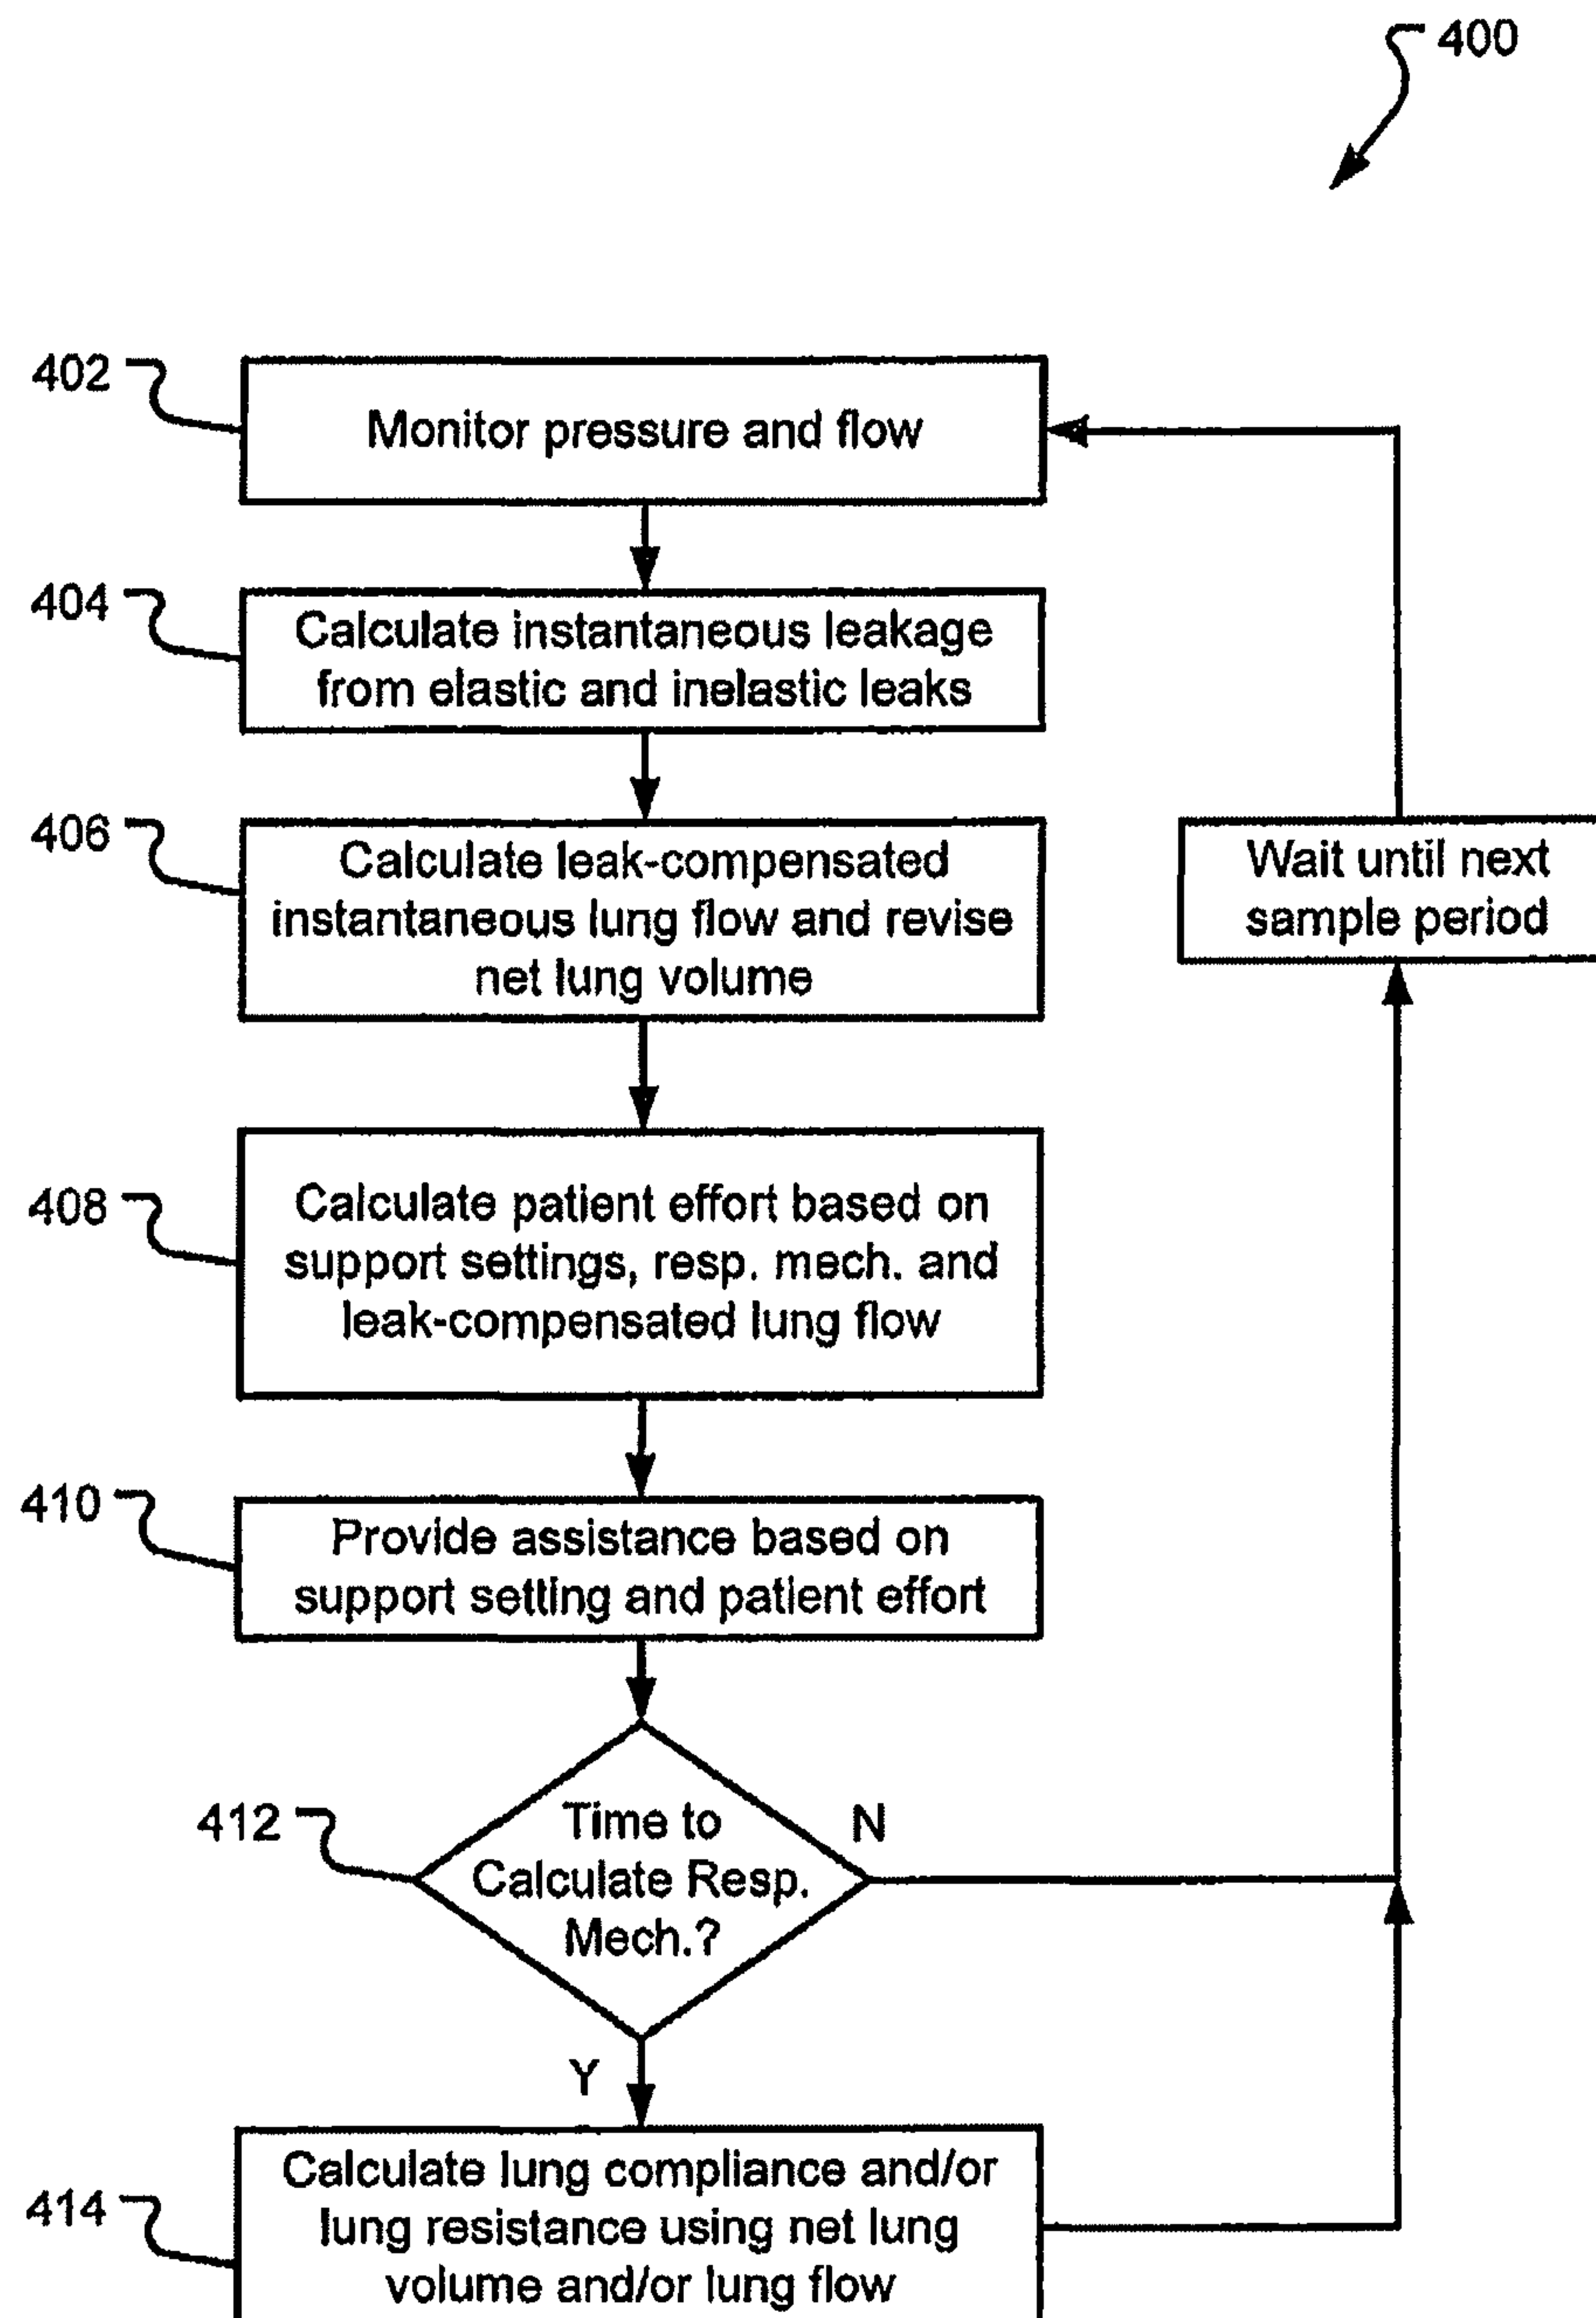 400
402
Monitor pressure and flow
404
Calculate instantaneous leakage
from elastic and inelastic leaks
406
Calculate leak-compensated
instantaneous lung flow and revise
net lung volume
Wait until next
sample period
408
Calculate patient effort based on
support settings, resp. mech. and
leak-compensated lung flow
410
Provide assistance based on
support setting and patient effort
412
Time to
Calculate Resp.
Mech.?
N
Y
414
Calculate lung compliance and/or
lung resistance using net lung
volume and/or lung flow